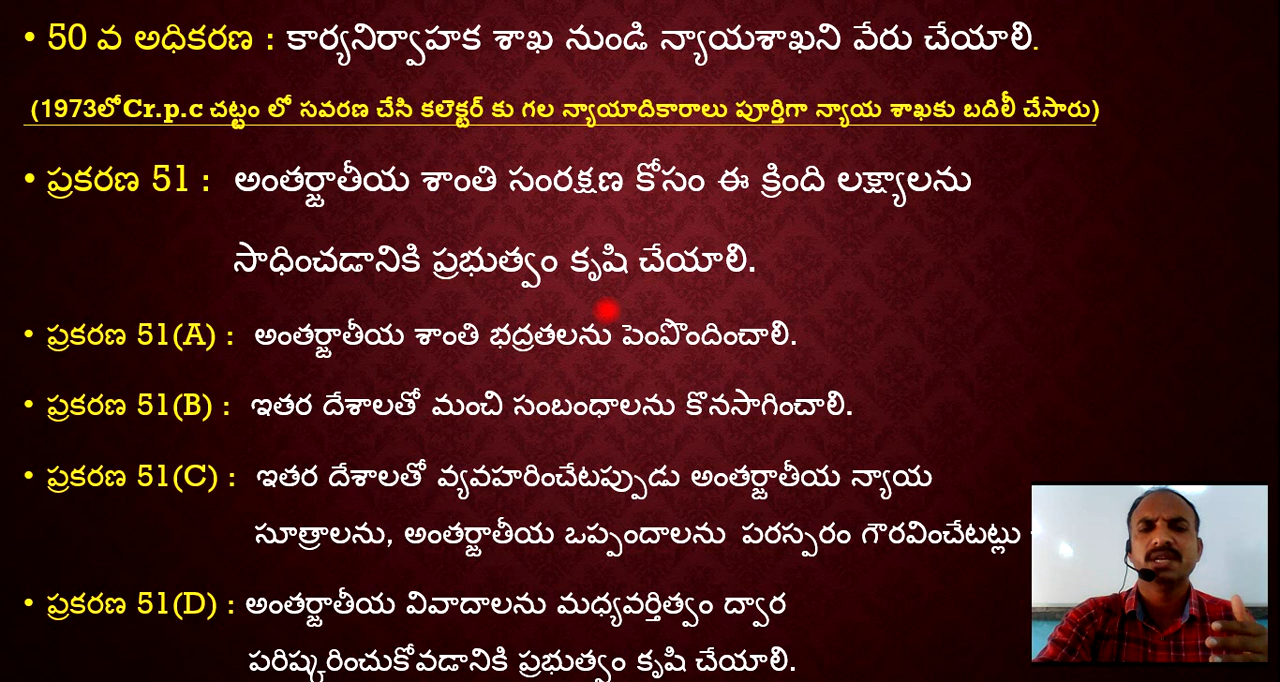 • 50 వ అధికరణ : కార్యనిర్వాహక శాఖ నుండి న్యాయశాఖని వేరు చేయాలి.
(1973లోCr.p.c చట్టం లో సవరణ చేసి కలెక్టర్ కు గల న్యాయాదికారాలు పూర్తిగా న్యాయ శాఖకు బదిలీ చేసారు)
• ప్రకరణ 51 : అంతర్జాతీయ శాంతి సంరక్షణ కోసం ఈ క్రింది లక్ష్యాలను
సాధించడానికి ప్రభుత్వం కృషి చేయాలి.
• ప్రకరణ 51(A) : అంతర్జాతీయ శాంతి భద్రతలను పెంపొందించాలి.
• ప్రకరణ 51(B) : ఇతర దేశాలతో మంచి సంబంధాలను కొనసాగించాలి.
• ప్రకరణ 51(C) : ఇతర దేశాలతో వ్యవహరించేటప్పుడు అంతర్జాతీయ న్యాయ
సూత్రాలను, అంతర్జాతీయ ఒప్పందాలను పరస్పరం గౌరవించేటట్లు
• ప్రకరణ 51(D) : అంతర్జాతీయ వివాదాలను మధ్యవర్తిత్వం ద్వార
పరిష్కరించుకోవడానికి ప్రభుత్వం కృషి చేయాలి.